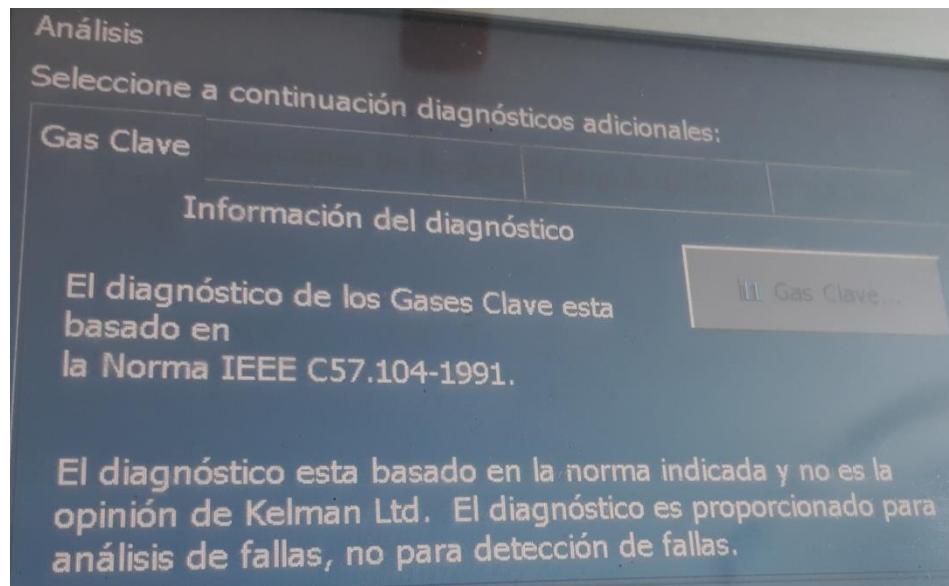 Análisis
Seleccione a continuación diagnósticos adicionales:
Gas Clave
Información del diagnóstico
Gas Clave...
El diagnóstico de los Gases Clave esta
basado en
la Norma IEEE C57.104-1991.
El diagnóstico esta basado en la norma indicada y no es la
opinión de Kelman Ltd. El diagnóstico es proporcionado para
análisis de fallas, no para detección de fallas.